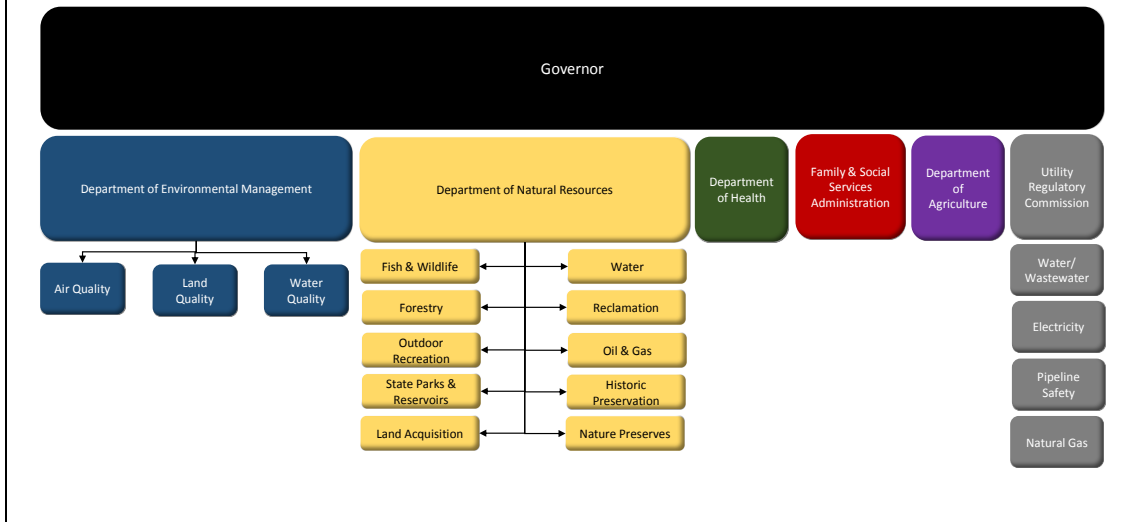 Governor
Department of Environmental Management
Department of Natural Resources
Department
of Health
Family & Social
Services
Administration
Department
of
Agriculture
Utility
Regulatory
Commission
Air Quality
Land
Quality
Water
Quality
Fish & Wildlife
Water
Forestry
Reclamation
Outdoor
Recreation
Oil & Gas
State Parks &
Reservoirs
Historic
Preservation
Land Acquisition
Nature Preserves
Water/
Wastewater
Electricity
Pipeline
Safety
Natural Gas